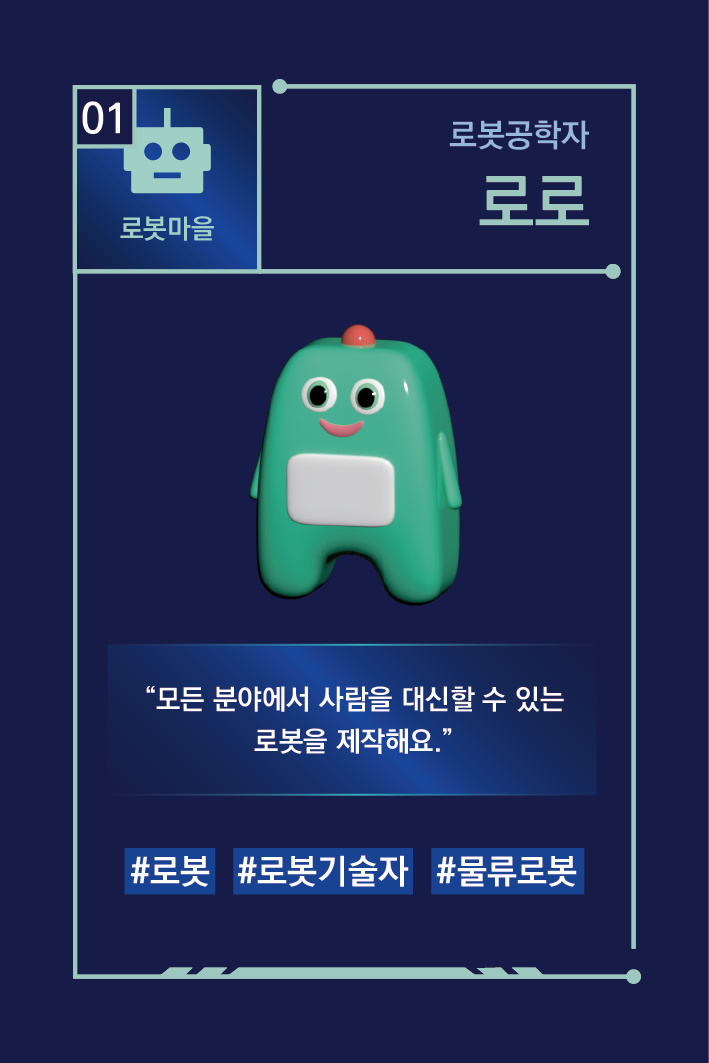 01
로봇마을
로봇공학자
로로
“모든 분야에서 사람을 대신할 수 있는
로봇을 제작해요.”
#로봇 #로봇기술자 #물류로봇